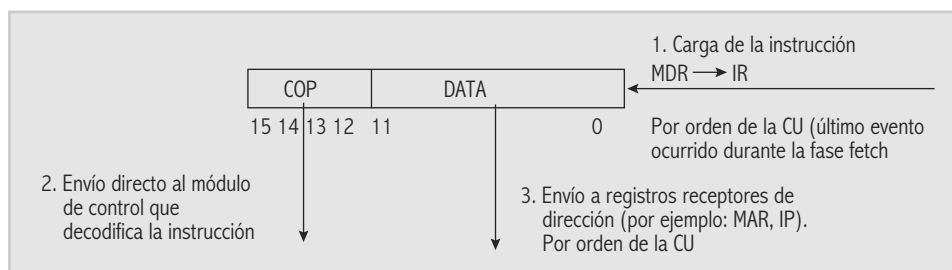 1. Carga de la instrucción
MDR → IR
COP DATA
15 14 13 12 11 0
Por orden de la CU (último evento
ocurrido durante la fase fetch
2. Envío directo al módulo
de control que
decodifica la instrucción
3. Envío a registros receptores de
dirección (por ejemplo: MAR, IP).
Por orden de la CU